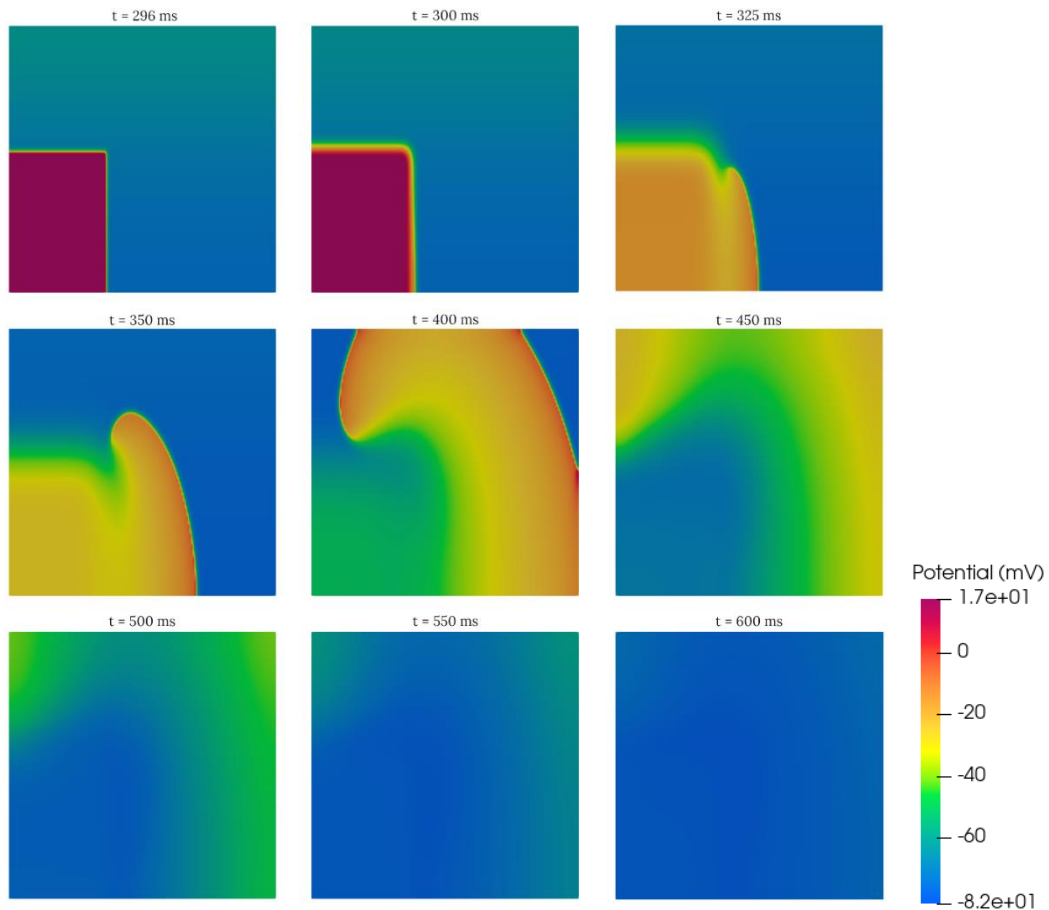 t = 296 ms
t = 300 ms
t = 325 ms
t = 350 ms
t = 400 ms
t = 450 ms
Potential (mV)
1.7e+01
0
-20
-40
-60
-8.2e+01
t = 500 ms
t = 550 ms
t = 600 ms